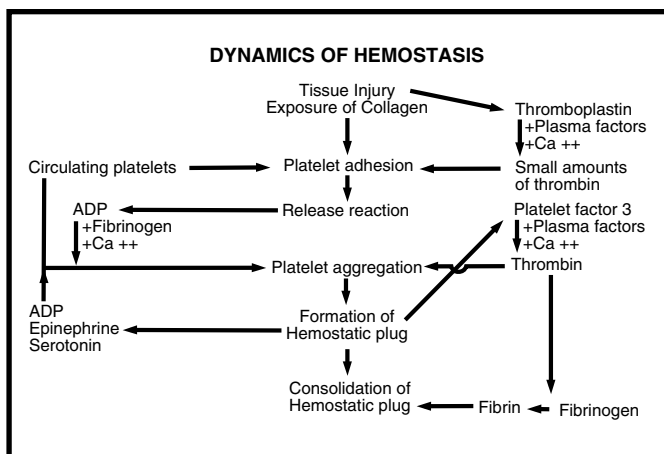 DYNAMICS OF HEMOSTASIS
Tissue Injury
Exposure of Collagen
Thromboplastin
+Plasma factors
+Ca ++
Circulating platelets
Platelet adhesion
Small amounts
of thrombin
ADP
+Fibrinogen
+Ca ++
Release reaction
Platelet factor 3
+Plasma factors
+Ca ++
Platelet aggregation
Thrombin
ADP
Epinephrine
Serotonin
Formation of
Hemostatic plug
Consolidation of
Hemostatic plug
Fibrin
Fibrinogen